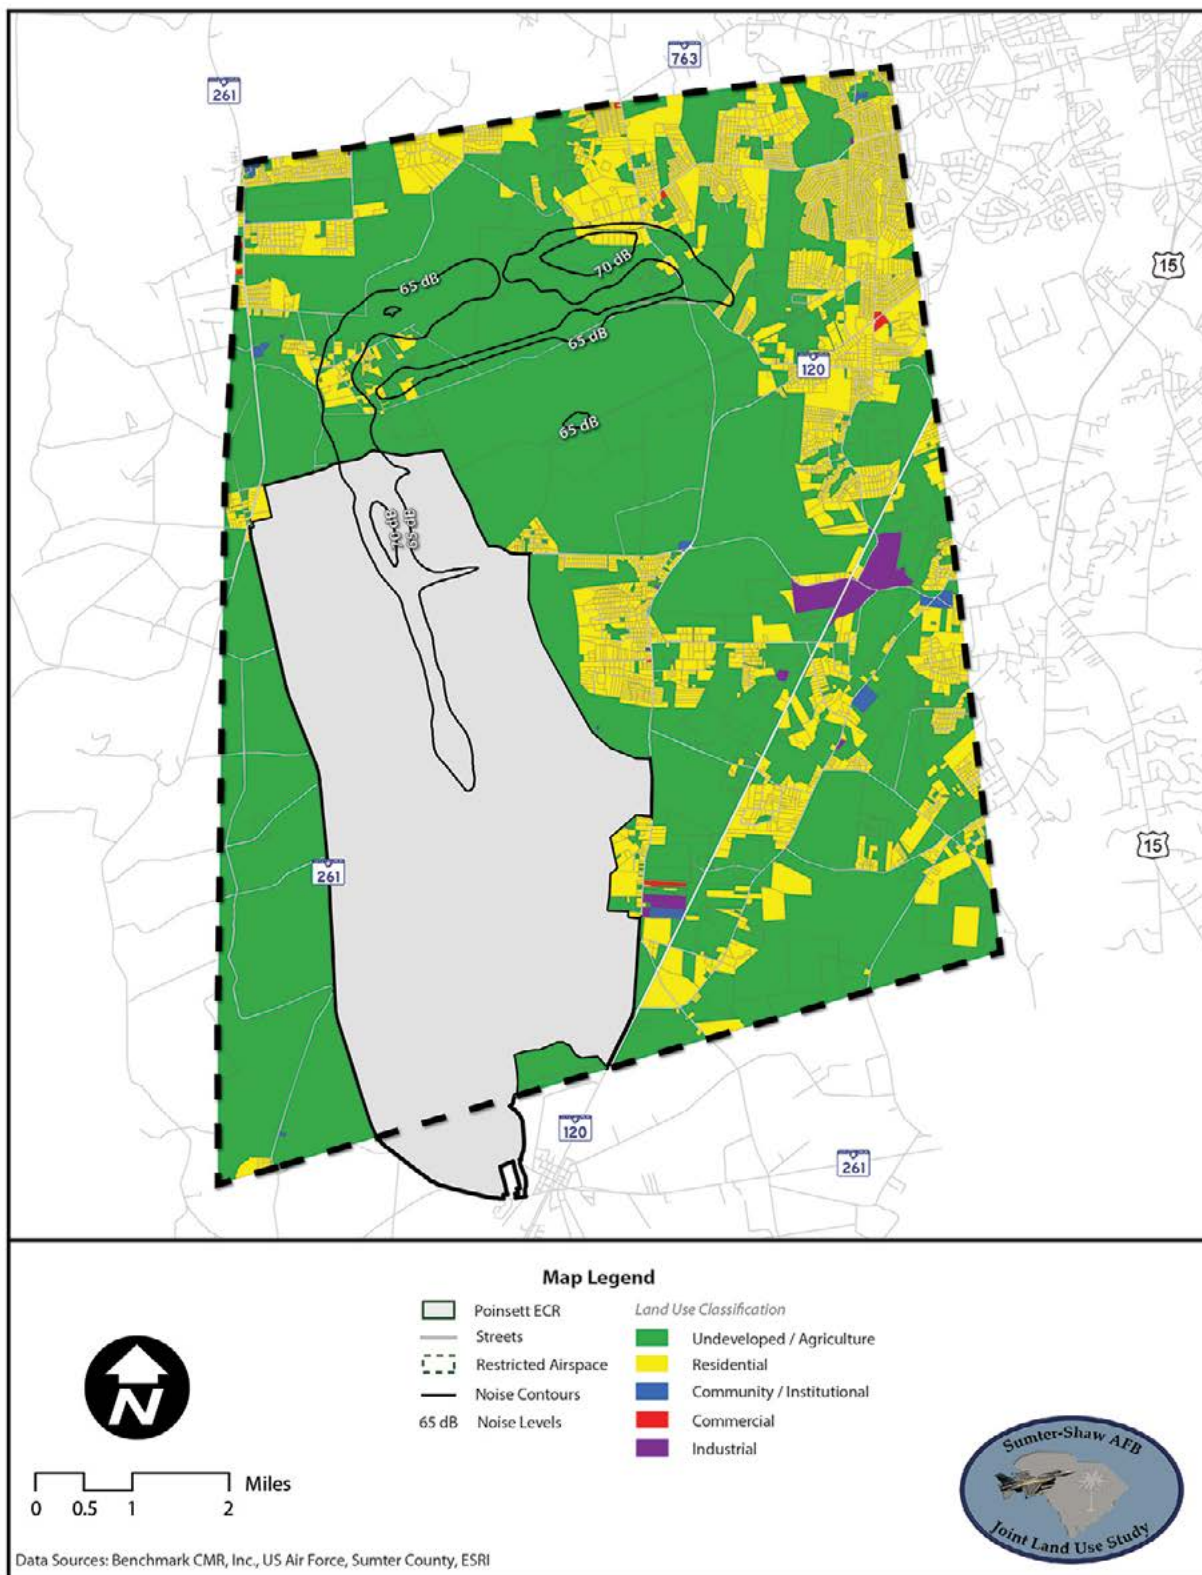 763
261
15
70 dB
65 dB
65 dB
120
65 dB
70 dB
65 dB
15
261
120
261
Map Legend
Poinsett ECR
Streets
Restricted Airspace
Noise Contours
65 dB Noise Levels
Land Use Classification
Undeveloped / Agriculture
Residential
Community / Institutional
Commercial
Industrial
N
0 0.5 1 2 Miles
Sumter-Shaw AFB
Joint Land Use Study
Data Sources: Benchmark CMR, Inc., US Air Force, Sumter County, ESRI